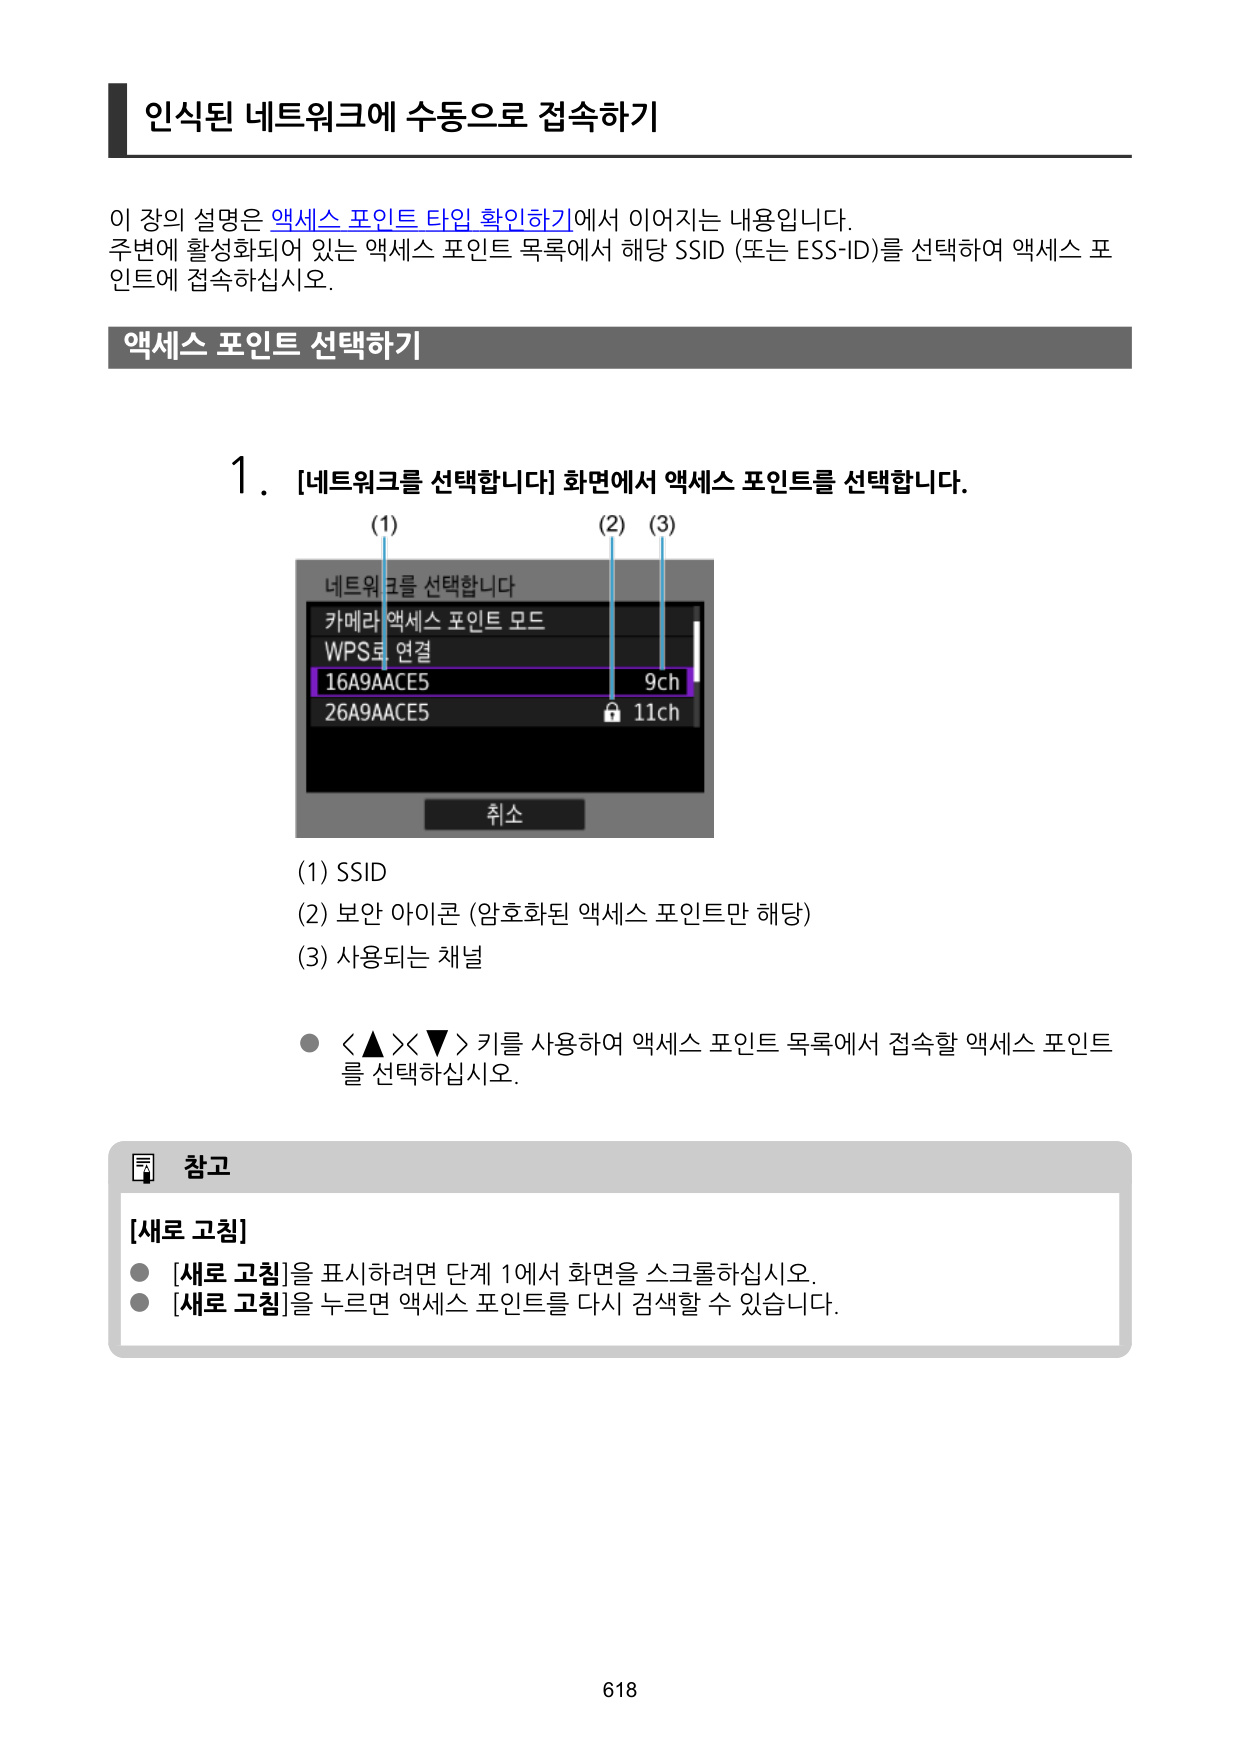 인식된 네트워크에 수동으로 접속하기
이 장의 설명은 액세스 포인트 타입 확인하기에서 이어지는 내용입니다.
주변에 활성화되어 있는 액세스 포인트 목록에서 해당 SSID (또는 ESS-ID)를 선택하여 액세스 포
인트에 접속하십시오.
액세스 포인트 선택하기
1. [네트워크를 선택합니다] 화면에서 액세스 포인트를 선택합니다.
(1) (2) (3)
네트워크를 선택합니다
카메라 액세스 포인트 모드
WPS로 연결
16A9AACE5 9ch
26A9AACE5 11ch
취소
(1) SSID
(2) 보안 아이콘 (암호화된 액세스 포인트만 해당)
(3) 사용되는 채널
● < ▲ >< ▼ > 키를 사용하여 액세스 포인트 목록에서 접속할 액세스 포인트
를 선택하십시오.
참고
[새로 고침]
● [새로 고침]을 표시하려면 단계 1에서 화면을 스크롤하십시오.
● [새로 고침]을 누르면 액세스 포인트를 다시 검색할 수 있습니다.
618